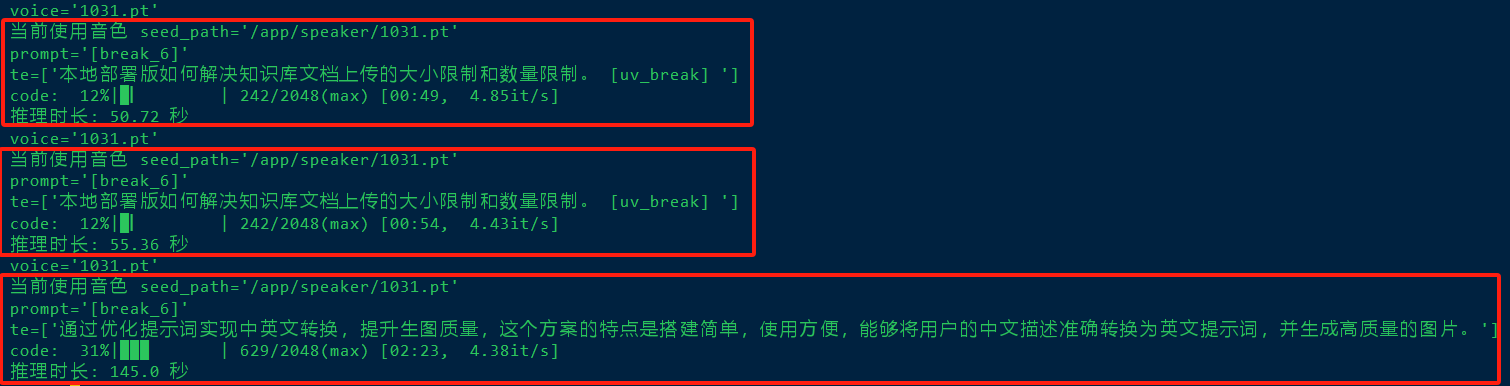 voice='1031.pt'
当前使用音色 seed_path='/app/speaker/1031.pt'
prompt='[break_6]'
te=['本地部署版如何解决知识库文档上传的大小限制和数量限制。 [uv_break] ']
code:  12%|█▎        | 242/2048(max) [00:49,  4.85it/s]
推理时长: 50.72 秒
voice='1031.pt'
当前使用音色 seed_path='/app/speaker/1031.pt'
prompt='[break_6]'
te=['本地部署版如何解决知识库文档上传的大小限制和数量限制。 [uv_break] ']
code:  12%|█▎        | 242/2048(max) [00:54,  4.43it/s]
推理时长: 55.36 秒
voice='1031.pt'
当前使用音色 seed_path='/app/speaker/1031.pt'
prompt='[break_6]'
te=['通过优化提示词实现中英文转换，提升生图质量，这个方案的特点是搭建简单，使用方便，能够将用户的中文描述准确转换为英文提示词，并生成高质量的图片。']
code:  31%|███       | 629/2048(max) [02:23,  4.38it/s]
推理时长: 145.0 秒